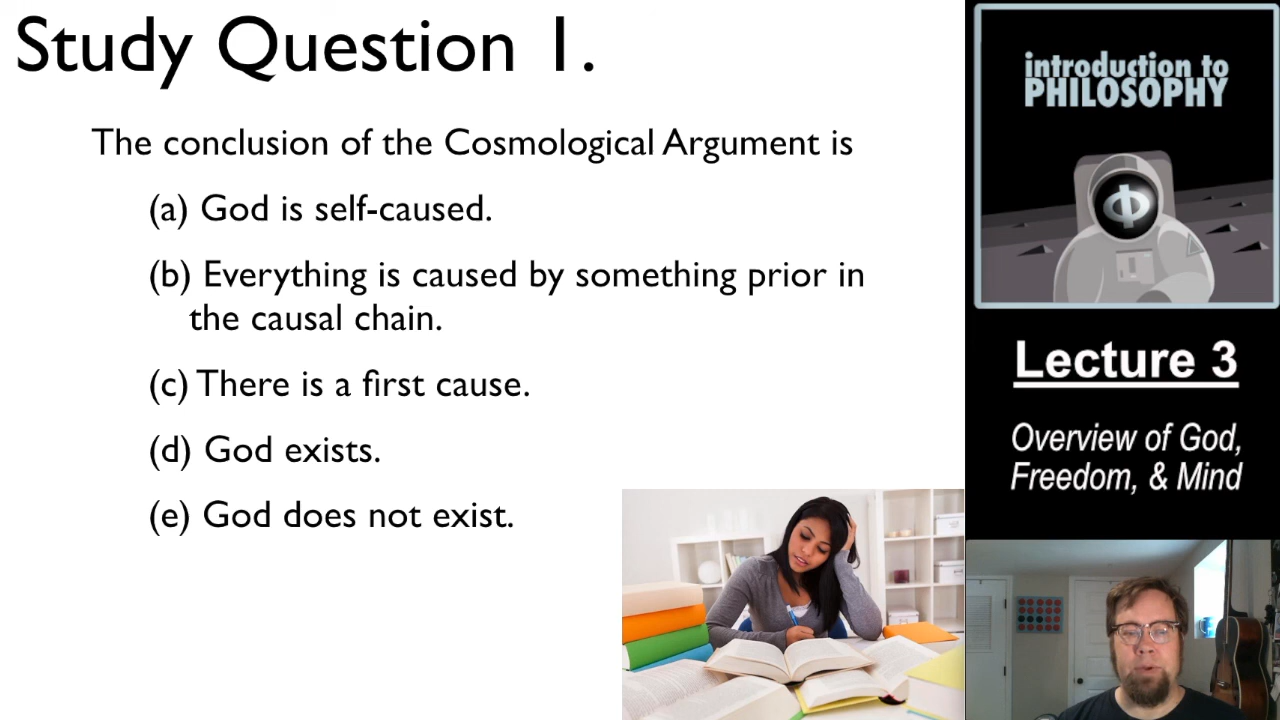 Study Question 1.
The conclusion of the Cosmological Argument is
(a) God is self-caused.
(b) Everything is caused by something prior in
the causal chain.
(c) There is a first cause.
(d) God exists.
(e) God does not exist.
introduction to
PHILOSOPHY
Φ
Lecture 3
Overview of God,
Freedom, & Mind